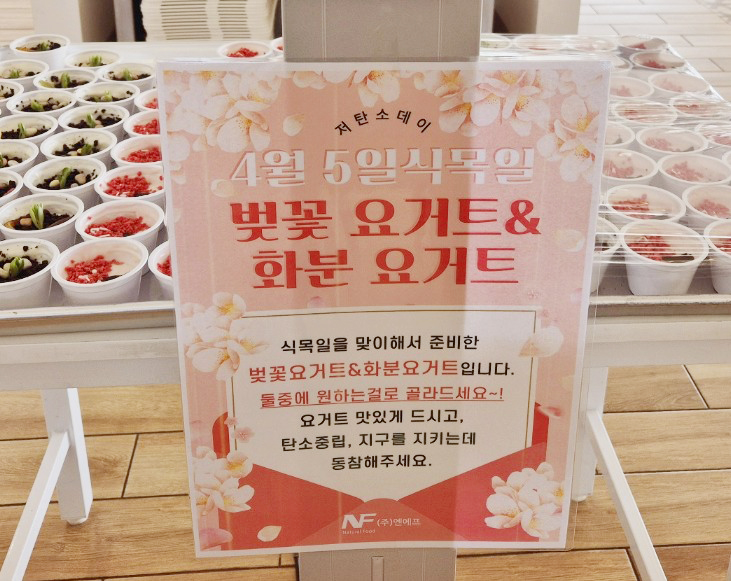 저탄소데이
4월 5일식목일
벚꽃 요거트&
화분 요거트
식목일을 맞이해서 준비한
벚꽃요거트&화분요거트입니다.
둘중에 원하는걸로 골라드세요~!
요거트 맛있게 드시고,
탄소중립, 지구를 지키는데
동참해주세요.
NF (주)엔에프
Natural Food